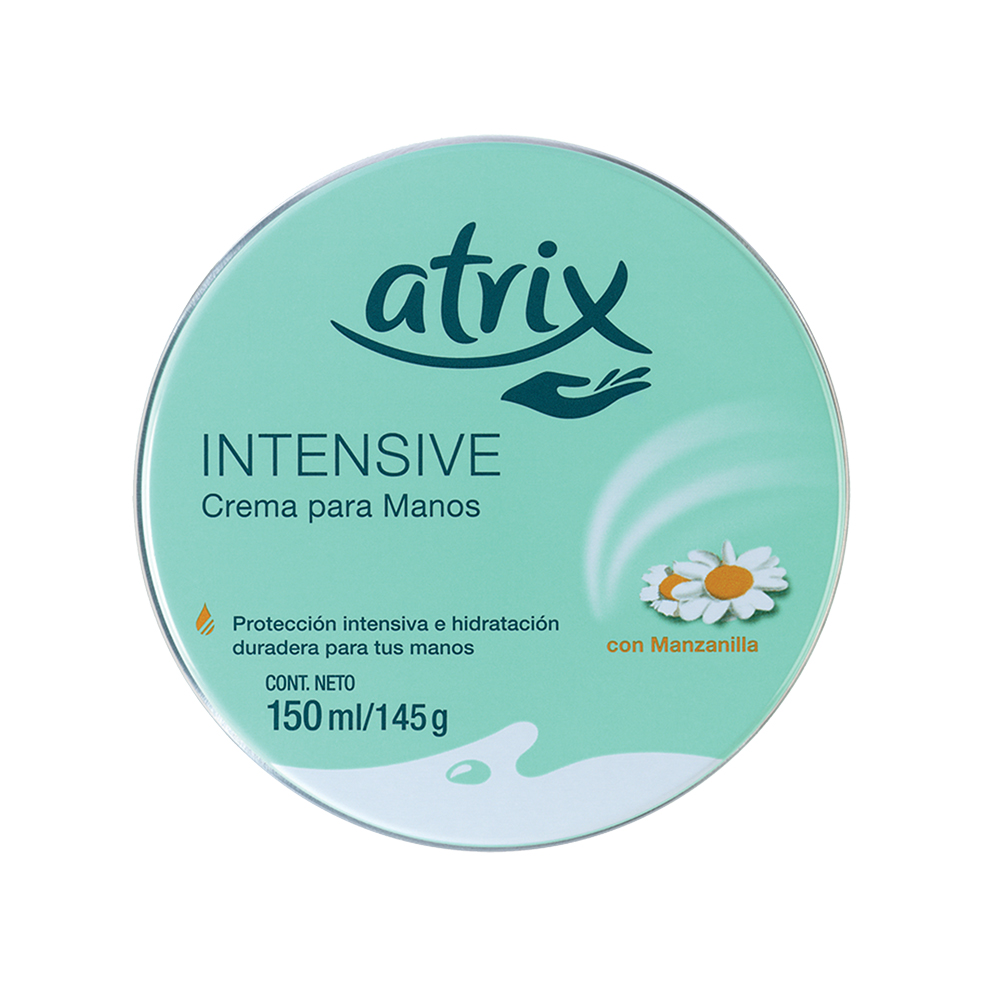 atrix
INTENSIVE
Crema para Manos
Protección intensiva e hidratación
duradera para tus manos
con Manzanilla
CONT. NETO
150 ml/145 g